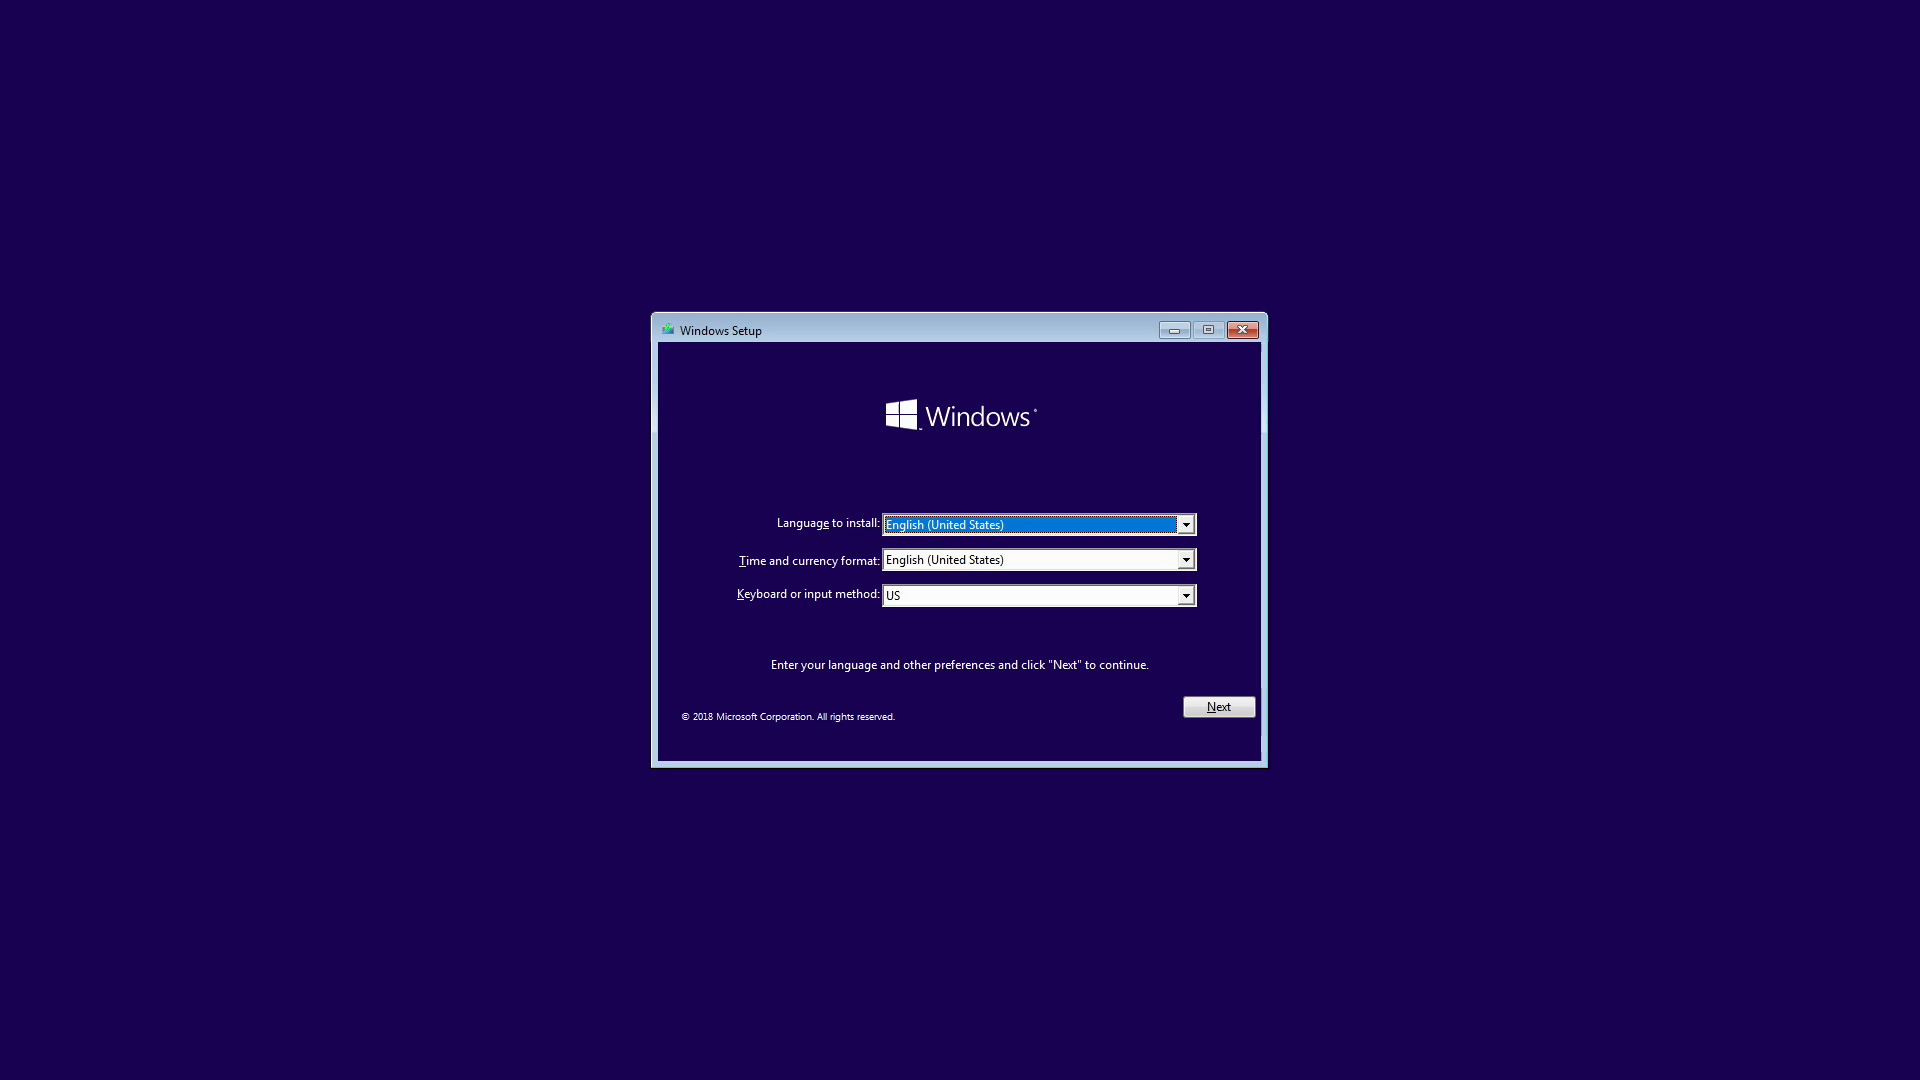 Windows Setup
Windows
Language to install: English (United States)
Time and currency format: English (United States)
Keyboard or input method: US
Enter your language and other preferences and click "Next" to continue.
Next
© 2018 Microsoft Corporation. All rights reserved.